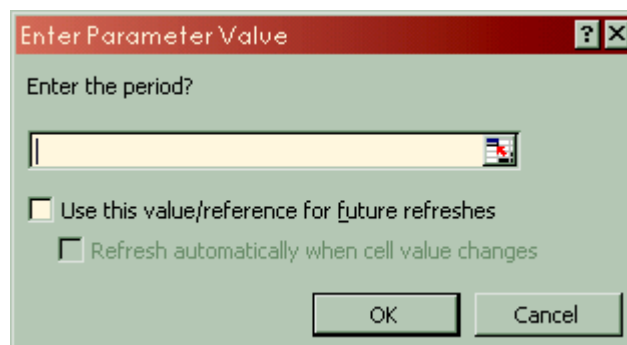 Enter Parameter Value
Enter the period?
Use this value/reference for future refreshes
Refresh automatically when cell value changes
OK Cancel